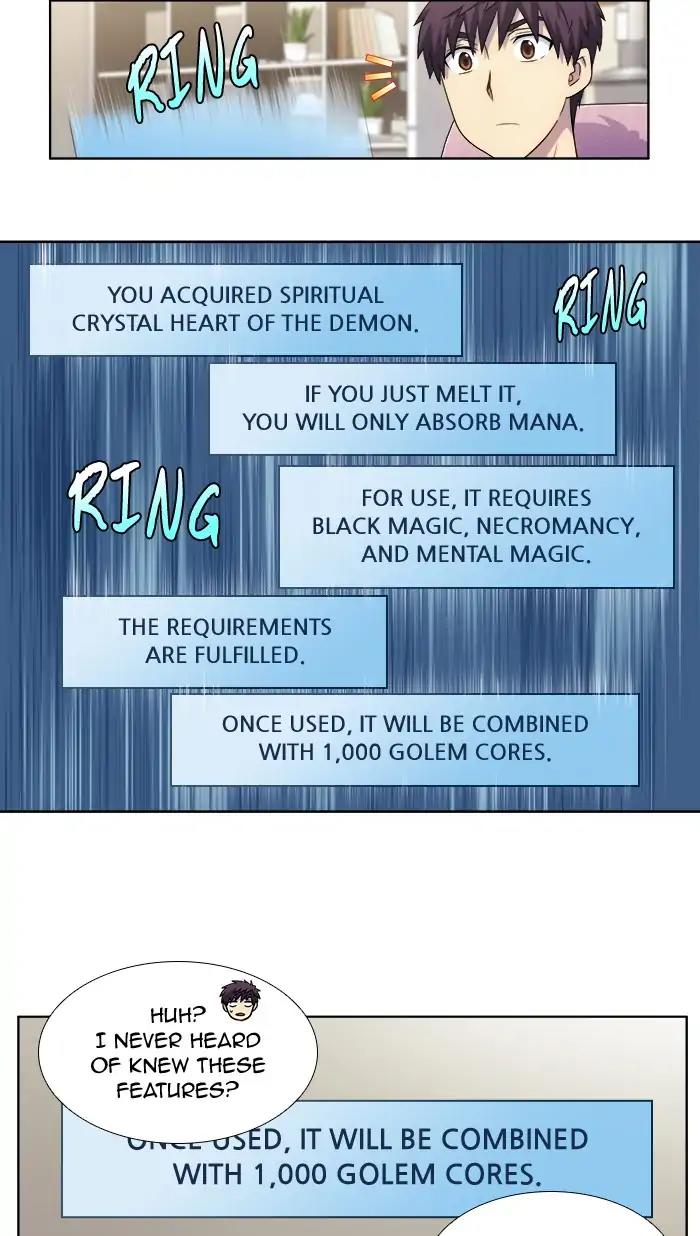 RING
YOU ACQUIRED SPIRITUAL
CRYSTAL HEART OF THE DEMON.
RING
IF YOU JUST MELT IT,
YOU WILL ONLY ABSORB MANA.
RING
FOR USE, IT REQUIRES
BLACK MAGIC, NECROMANCY,
AND MENTAL MAGIC.
THE REQUIREMENTS
ARE FULFILLED.
ONCE USED, IT WILL BE COMBINED
WITH 1,000 GOLEM CORES.
HUH?
I NEVER HEARD
OF KNEW THESE
FEATURES?
ONCE USED, IT WILL BE COMBINED
WITH 1,000 GOLEM CORES.